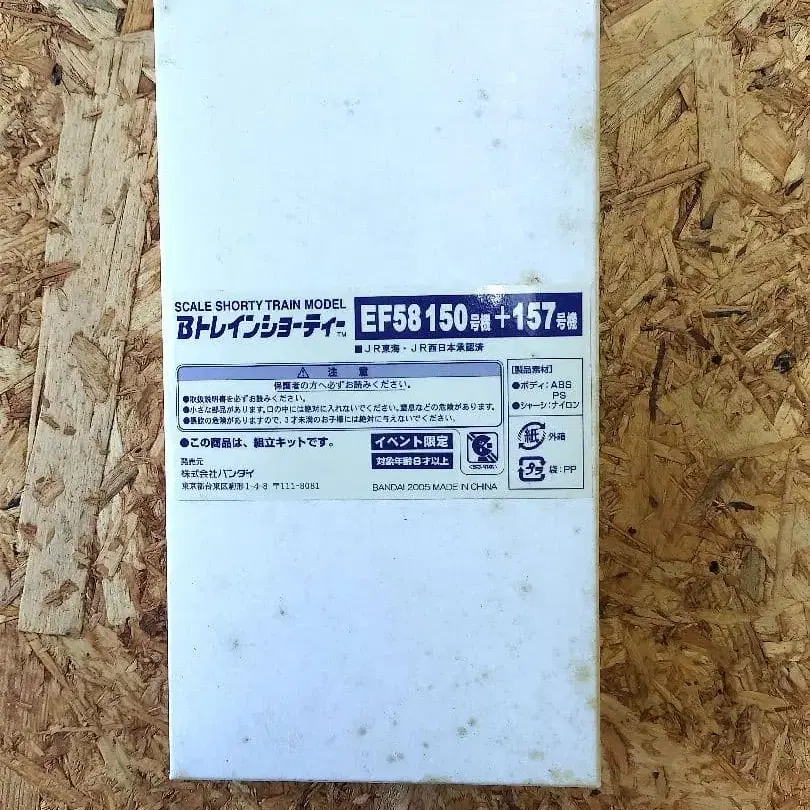 SCALE SHORTY TRAIN MODEL
Bトレインショーティー™
EF58 150号機+157号機
■JR東海・JR西日本承認済
⚠ 注意
保護者の方へ必ずお読みください。
●取扱説明書を必ずお読みください。
●小さな部品があります。口の中には絶対に入れないでください。窒息などの危険があります。
●誤飲の危険がありますので、3才未満のお子様には絶対に与えないでください。
●この商品は、組立キットです。
イベント限定
対象年齢8才以上
発売元
株式会社バンダイ
東京都台東区駒形1-4-8 〒111-8081
BANDAI 2005 MADE IN CHINA
[製品素材]
●ボディ:ABS
PS
●シャーシ:ナイロン
紙 外箱
プラ 袋:PP